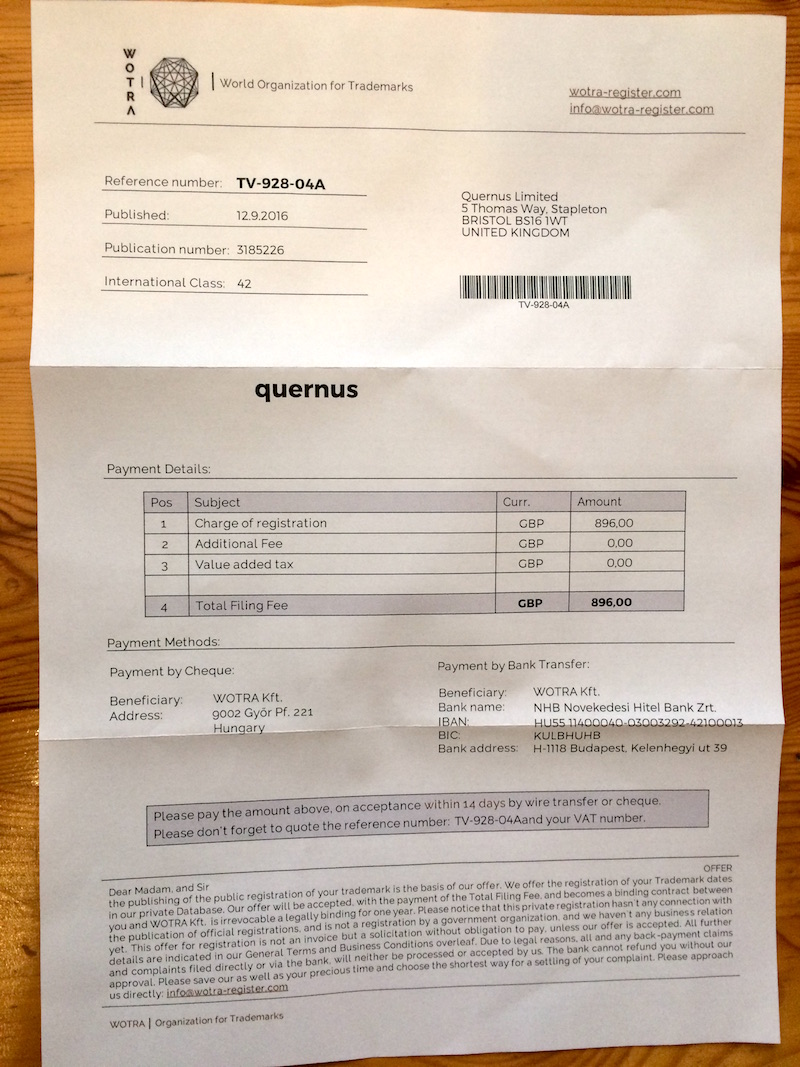 WOTRA
World Organization for Trademarks
wotra-register.com
info@wotra-register.com
Reference number: TV-928-04A
Published: 12.9.2016
Publication number: 3185226
International Class: 42
Quernus Limited
5 Thomas Way, Stapleton
BRISTOL BS16 1WT
UNITED KINGDOM
TV-928-04A
quernus
Payment Details:
Pos Subject Curr. Amount
1 Charge of registration GBP 896,00
2 Additional Fee GBP 0,00
3 Value added tax GBP 0,00
4 Total Filing Fee GBP 896,00
Payment Methods:
Payment by Cheque:
Beneficiary: WOTRA Kft.
Address: 9002 Győr Pf. 221
Hungary
Payment by Bank Transfer:
Beneficiary: WOTRA Kft.
Bank name: NHB Novekedesi Hitel Bank Zrt.
IBAN: HU55 11400040-03003292-42100013
BIC: KULBHUHB
Bank address: H-1118 Budapest, Kelenhegyi ut 39
Please pay the amount above, on acceptance within 14 days by wire transfer or cheque.
Please don't forget to quote the reference number: TV-928-04Aand your VAT number.
OFFER
Dear Madam, and Sir
the publishing of the public registration of your trademark is the basis of our offer. We offer the registration of your Trademark dates
in our private Database. Our offer will be accepted, with the payment of the Total Filing Fee, and becomes a binding contract between
you and WOTRA Kft. is irrevocable a legally binding for one year. Please notice that this private registration hasn't any connection with
the publication of official registrations, and is not a registration by a government organization, and we haven't any business relation
yet. This offer for registration is not an invoice but a solicitation without obligation to pay, unless our offer is accepted. All further
details are indicated in our General Terms and Business Conditions overleaf. Due to legal reasons, all and any back-payment claims
and complaints filed directly or via the bank, will neither be processed or accepted by us. The bank cannot refund you without our
approval. Please save our as well as your precious time and choose the shortest way for a settling of your complaint. Please approach
us directly: info@wotra-register.com
WOTRA | Organization for Trademarks